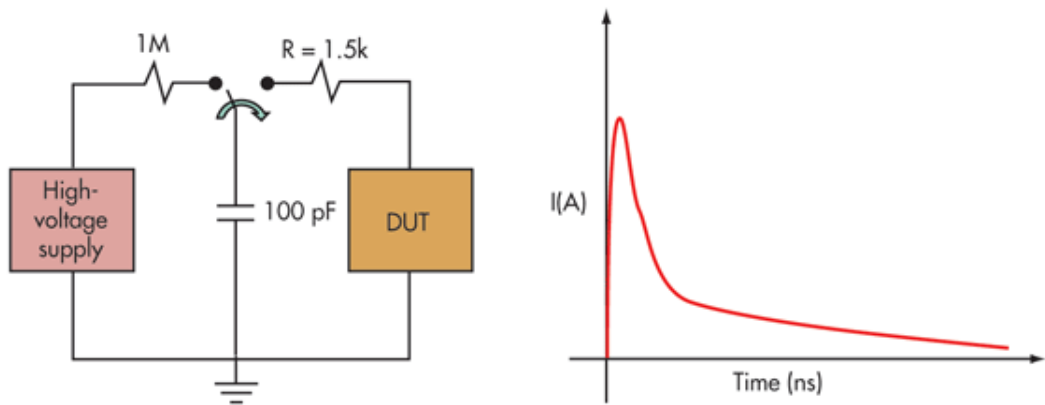 1M
R = 1.5k
High-
voltage
supply
100 pF
DUT
I(A)
Time (ns)